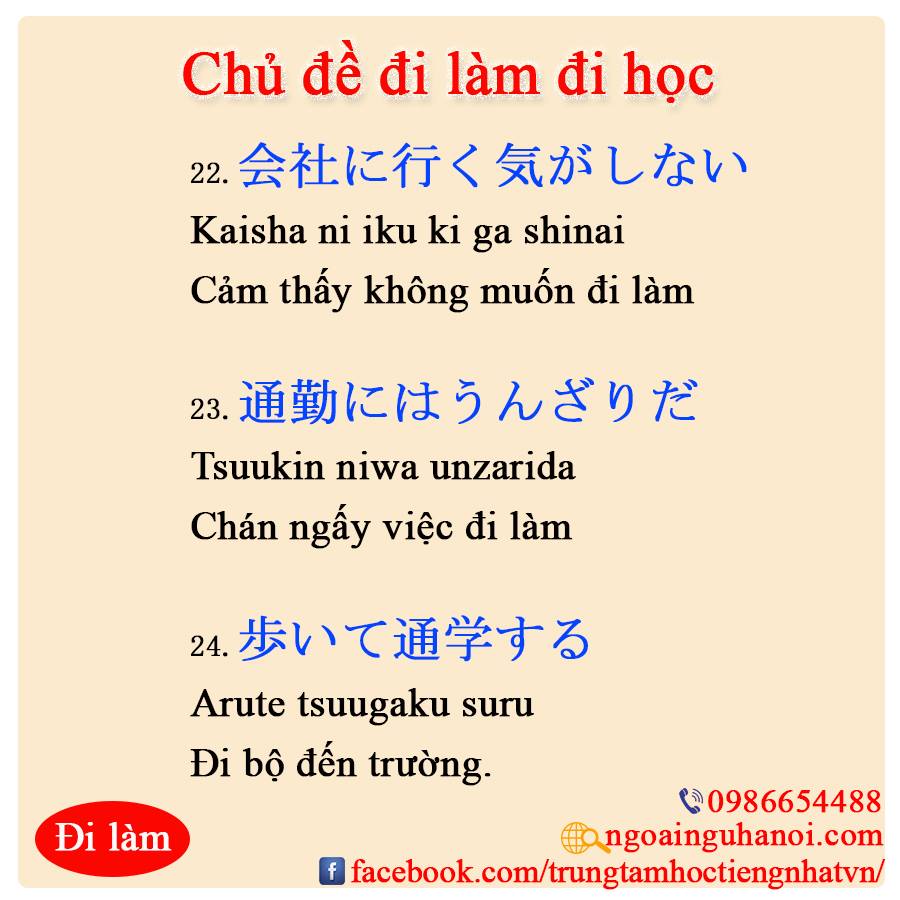 Chủ đề đi làm đi học
22. 会社に行く気がしない
Kaisha ni iku ki ga shinai
Cảm thấy không muốn đi làm
23. 通勤にはうんざりだ
Tsuukin niwa unzarida
Chán ngấy việc đi làm
24. 歩いて通学する
Arute tsuugaku suru
Đi bộ đến trường.
0986654488
Đi làm
ngoainguhanoi.com
facebook.com/trungtamhoctiengnhatvn/